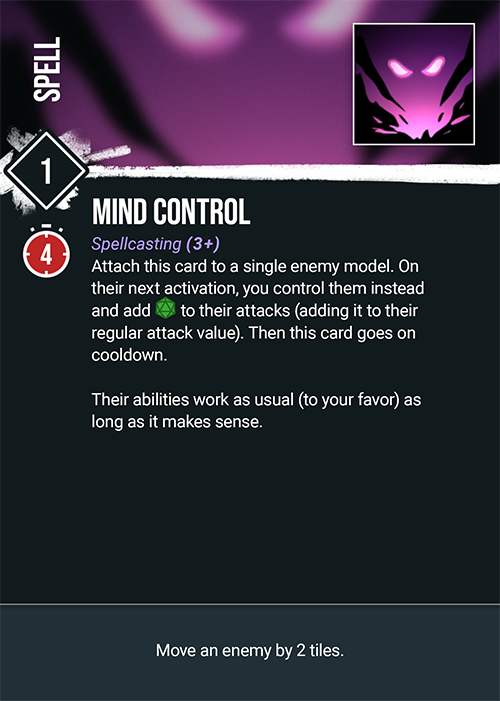 SPELL
1
4
MIND CONTROL
Spellcasting (3+)
Attach this card to a single enemy model. On
their next activation, you control them instead
and add to their attacks (adding it to their
regular attack value). Then this card goes on
cooldown.
Their abilities work as usual (to your favor) as
long as it makes sense.
Move an enemy by 2 tiles.